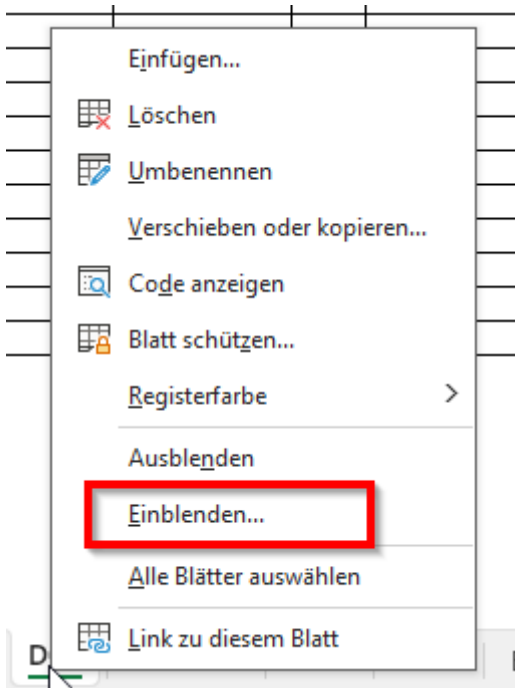 Einfügen...
Löschen
Umbenennen
Verschieben oder kopieren...
Code anzeigen
Blatt schützen...
Registerfarbe
Ausblenden
Einblenden...
Alle Blätter auswählen
Link zu diesem Blatt